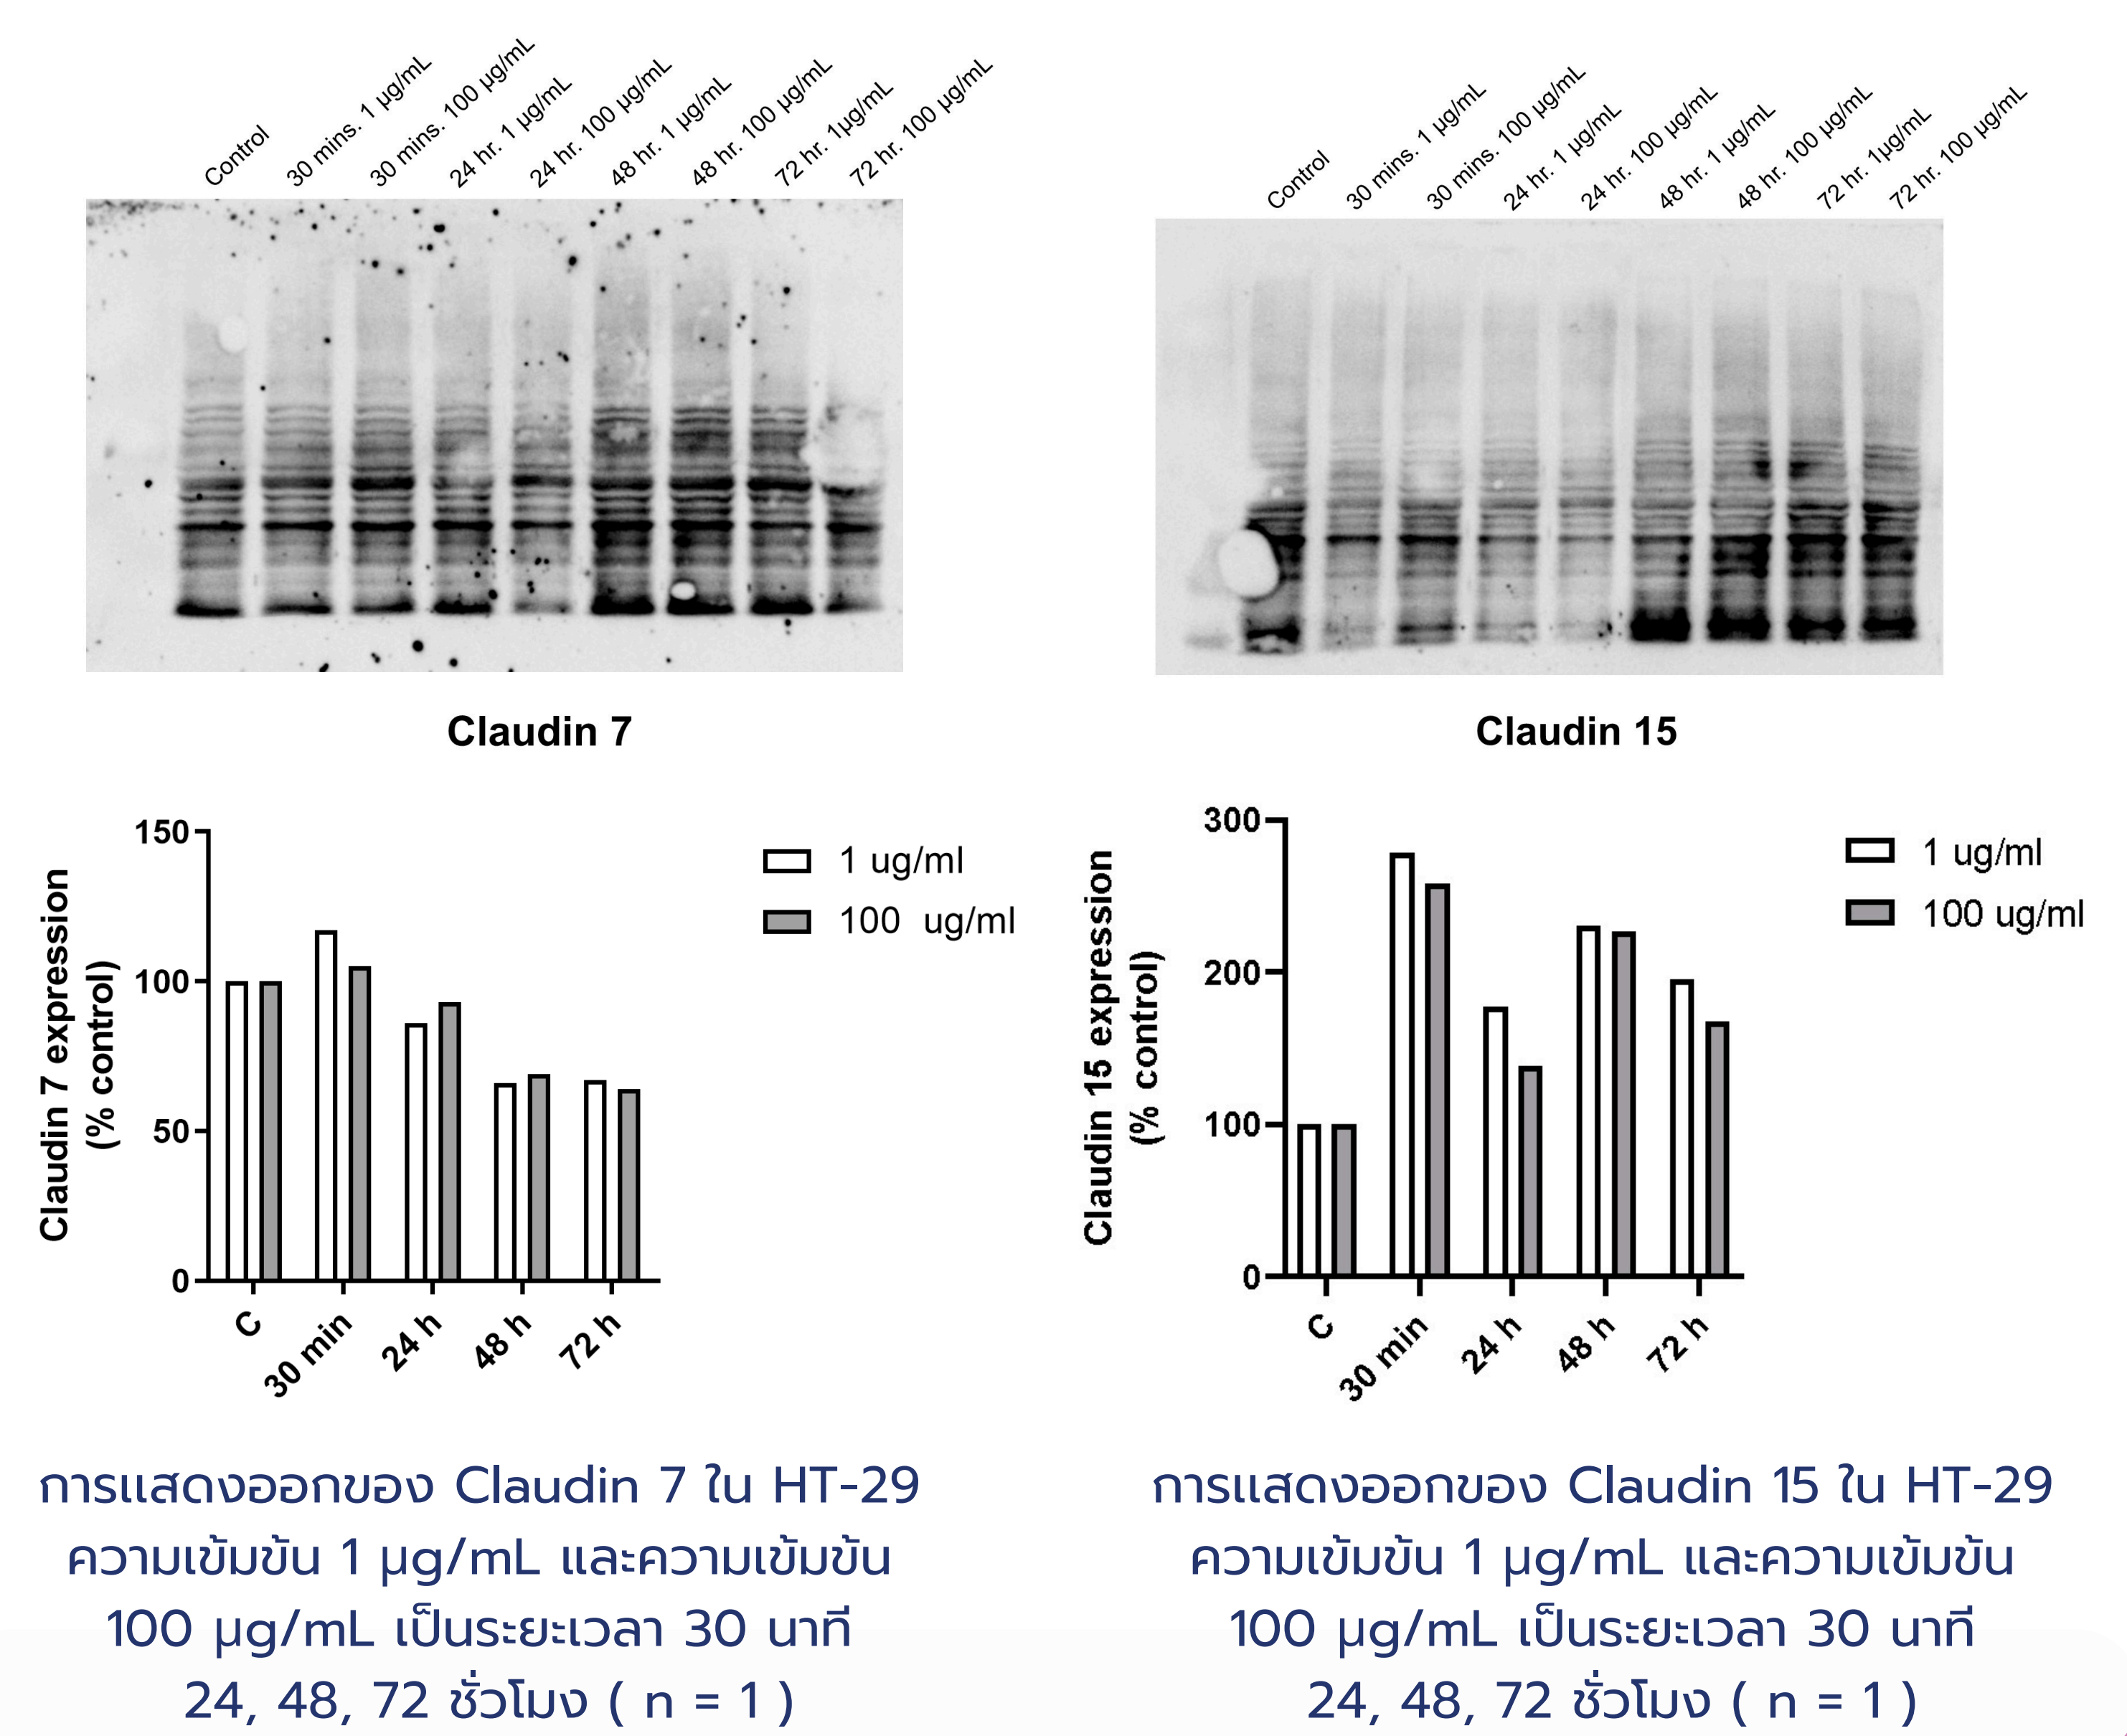 Control
30 mins. 1 µg/mL
30 mins. 100 µg/mL
24 hr. 1 µg/mL
24 hr. 100 µg/mL
48 hr. 1 µg/mL
48 hr. 100 µg/mL
72 hr. 1µg/mL
72 hr. 100 µg/mL
Claudin 7
Claudin 7 expression
(% control)
150
100
50
0
C
30 min
24 h
48 h
72 h
1 ug/ml
100 ug/ml
การแสดงออกของ Claudin 7 ใน HT-29
ความเข้มข้น 1 µg/mL และความเข้มข้น
100 µg/mL เป็นระยะเวลา 30 นาที
24, 48, 72 ชั่วโมง ( n = 1 )
Control
30 mins. 1 µg/mL
30 mins. 100 µg/mL
24 hr. 1 µg/mL
24 hr. 100 µg/mL
48 hr. 1 µg/mL
48 hr. 100 µg/mL
72 hr. 1µg/mL
72 hr. 100 µg/mL
Claudin 15
Claudin 15 expression
(% control)
300
200
100
0
C
30 min
24 h
48 h
72 h
1 ug/ml
100 ug/ml
การแสดงออกของ Claudin 15 ใน HT-29
ความเข้มข้น 1 µg/mL และความเข้มข้น
100 µg/mL เป็นระยะเวลา 30 นาที
24, 48, 72 ชั่วโมง ( n = 1 )